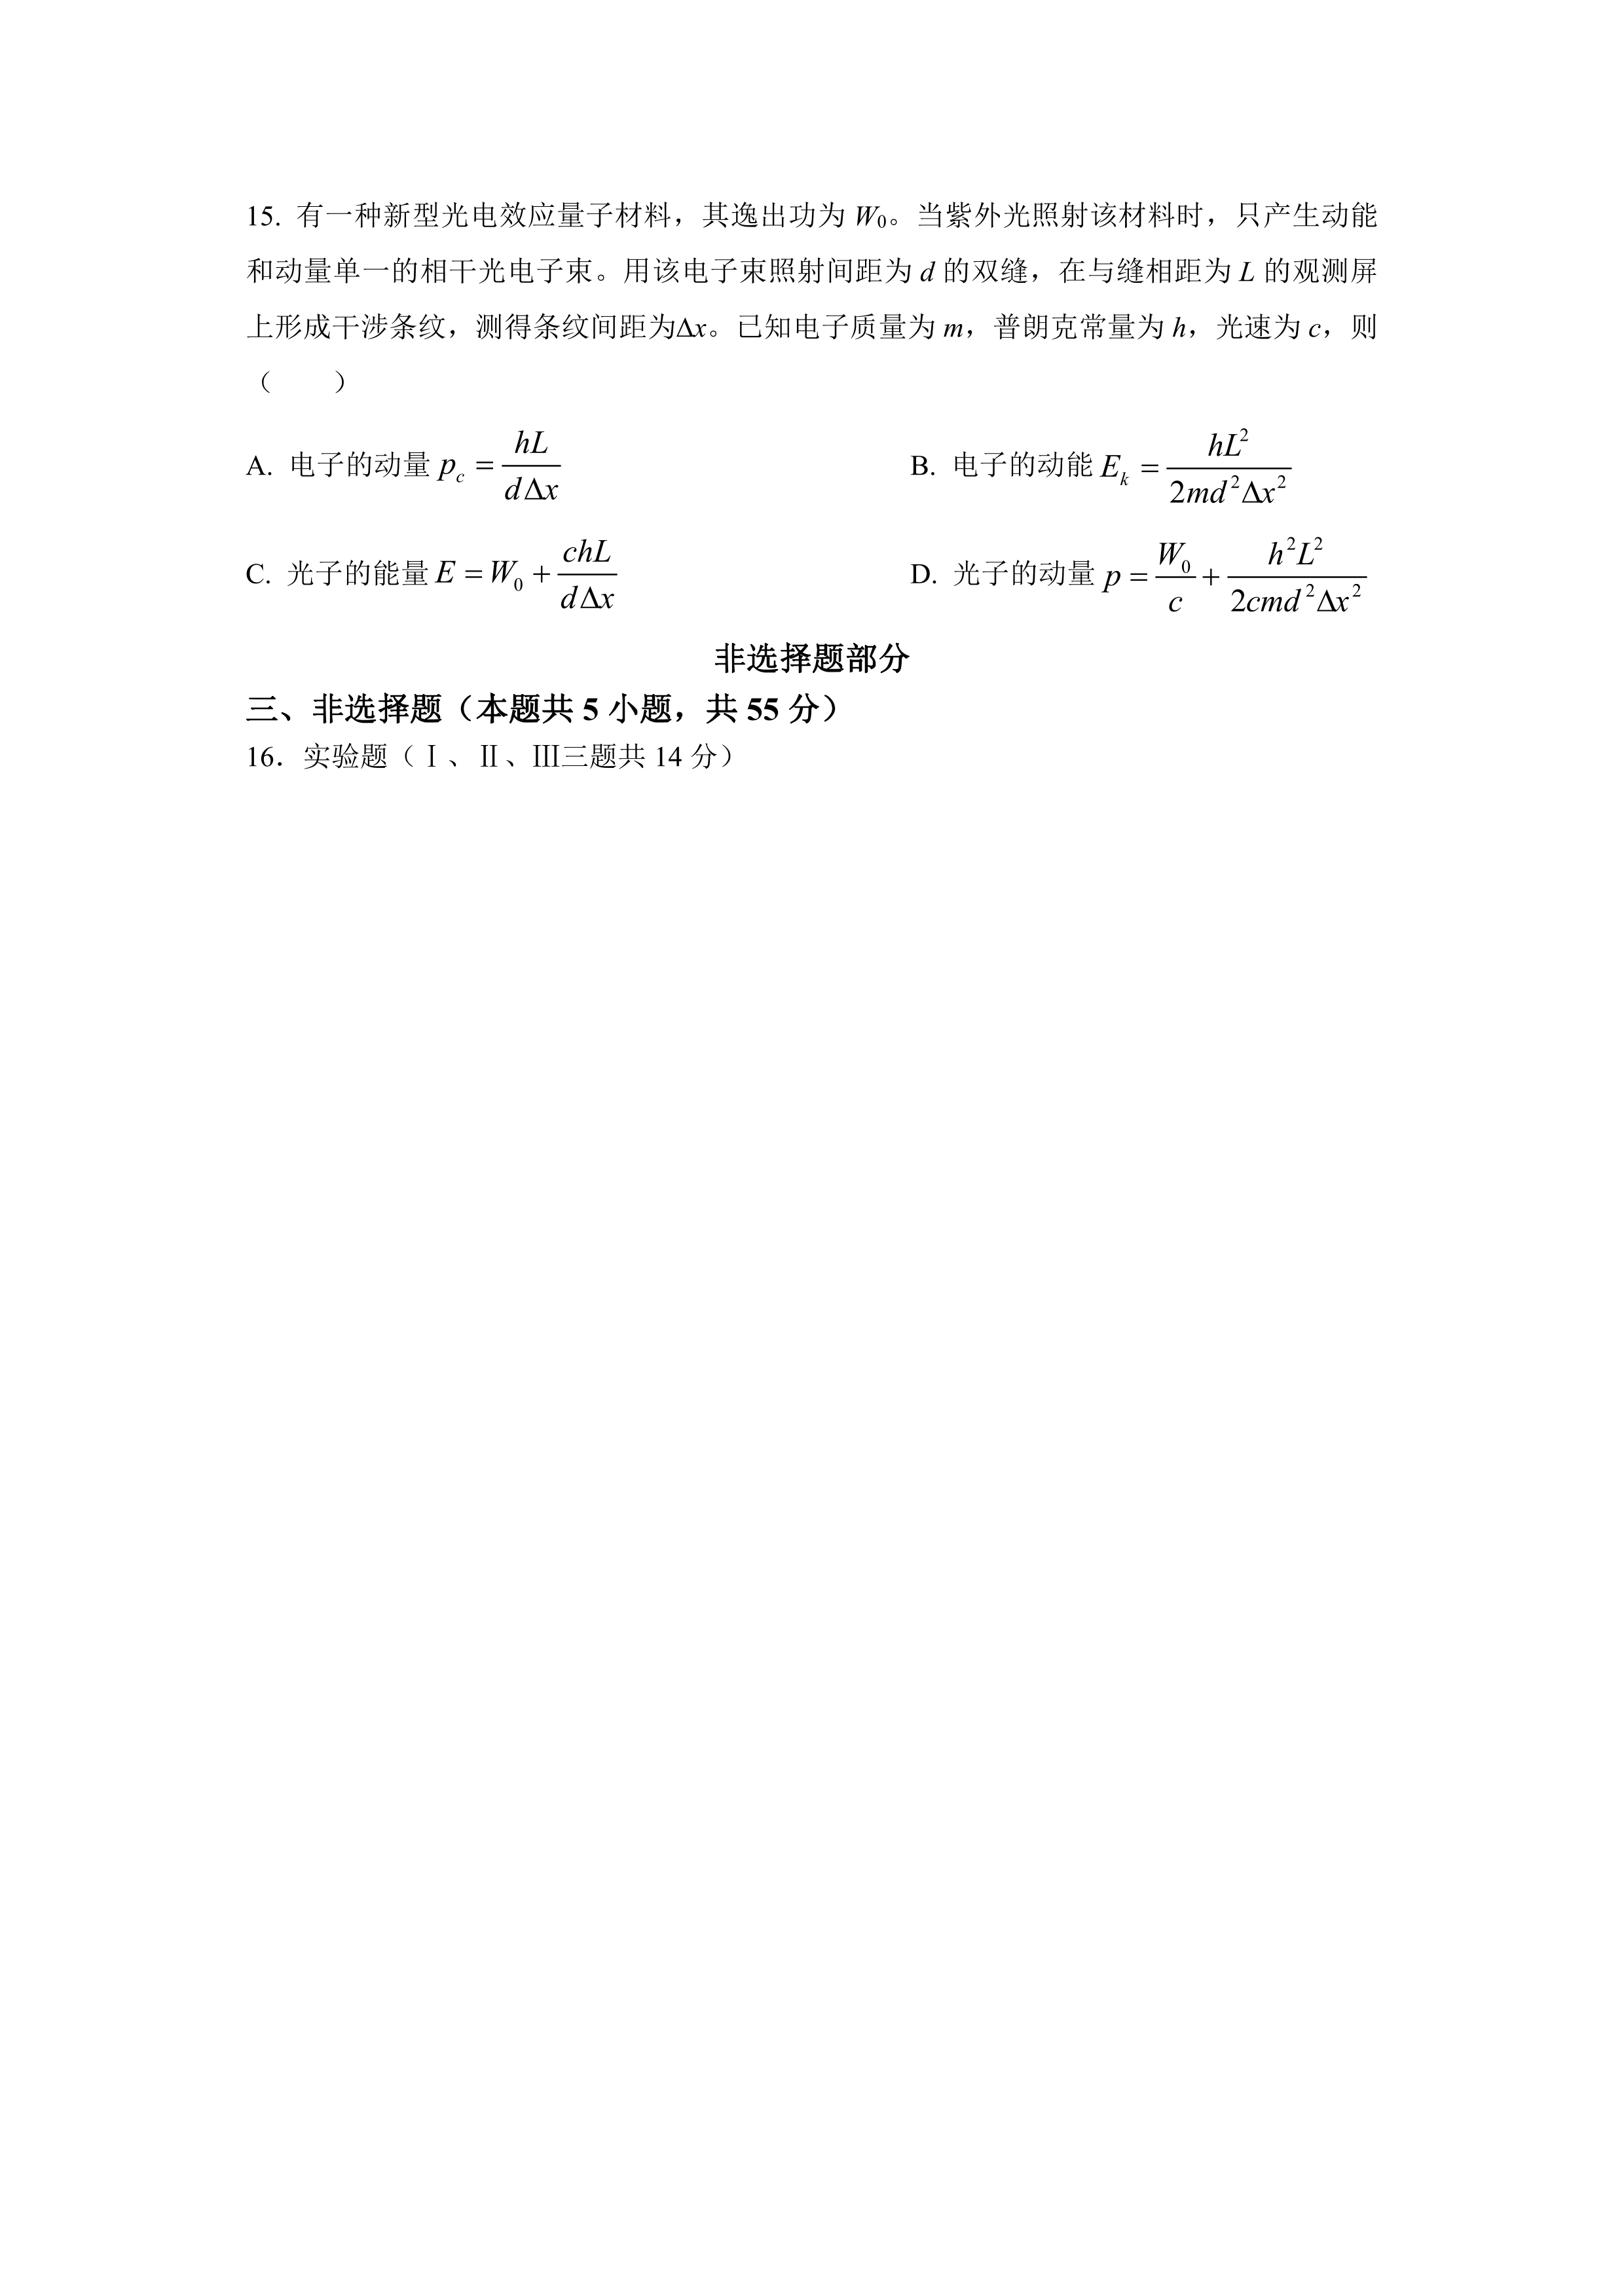 15. 有一种新型光电效应量子材料，其逸出功为 W₀。当紫外光照射该材料时，只产生动能
和动量单一的相干光电子束。用该电子束照射间距为 d 的双缝，在与缝相距为 L 的观测屏
上形成干涉条纹，测得条纹间距为Δx。已知电子质量为 m，普朗克常量为 h，光速为 c，则
（　　）
A. 电子的动量 $p_c = \frac{hL}{d\Delta x}$ B. 电子的动能 $E_k = \frac{hL^2}{2md^2\Delta x^2}$
C. 光子的能量 $E = W_0 + \frac{chL}{d\Delta x}$ D. 光子的动量 $p = \frac{W_0}{c} + \frac{h^2L^2}{2cmd^2\Delta x^2}$
非选择题部分
三、非选择题（本题共 5 小题，共 55 分）
16．实验题（Ⅰ、Ⅱ、Ⅲ三题共 14 分）